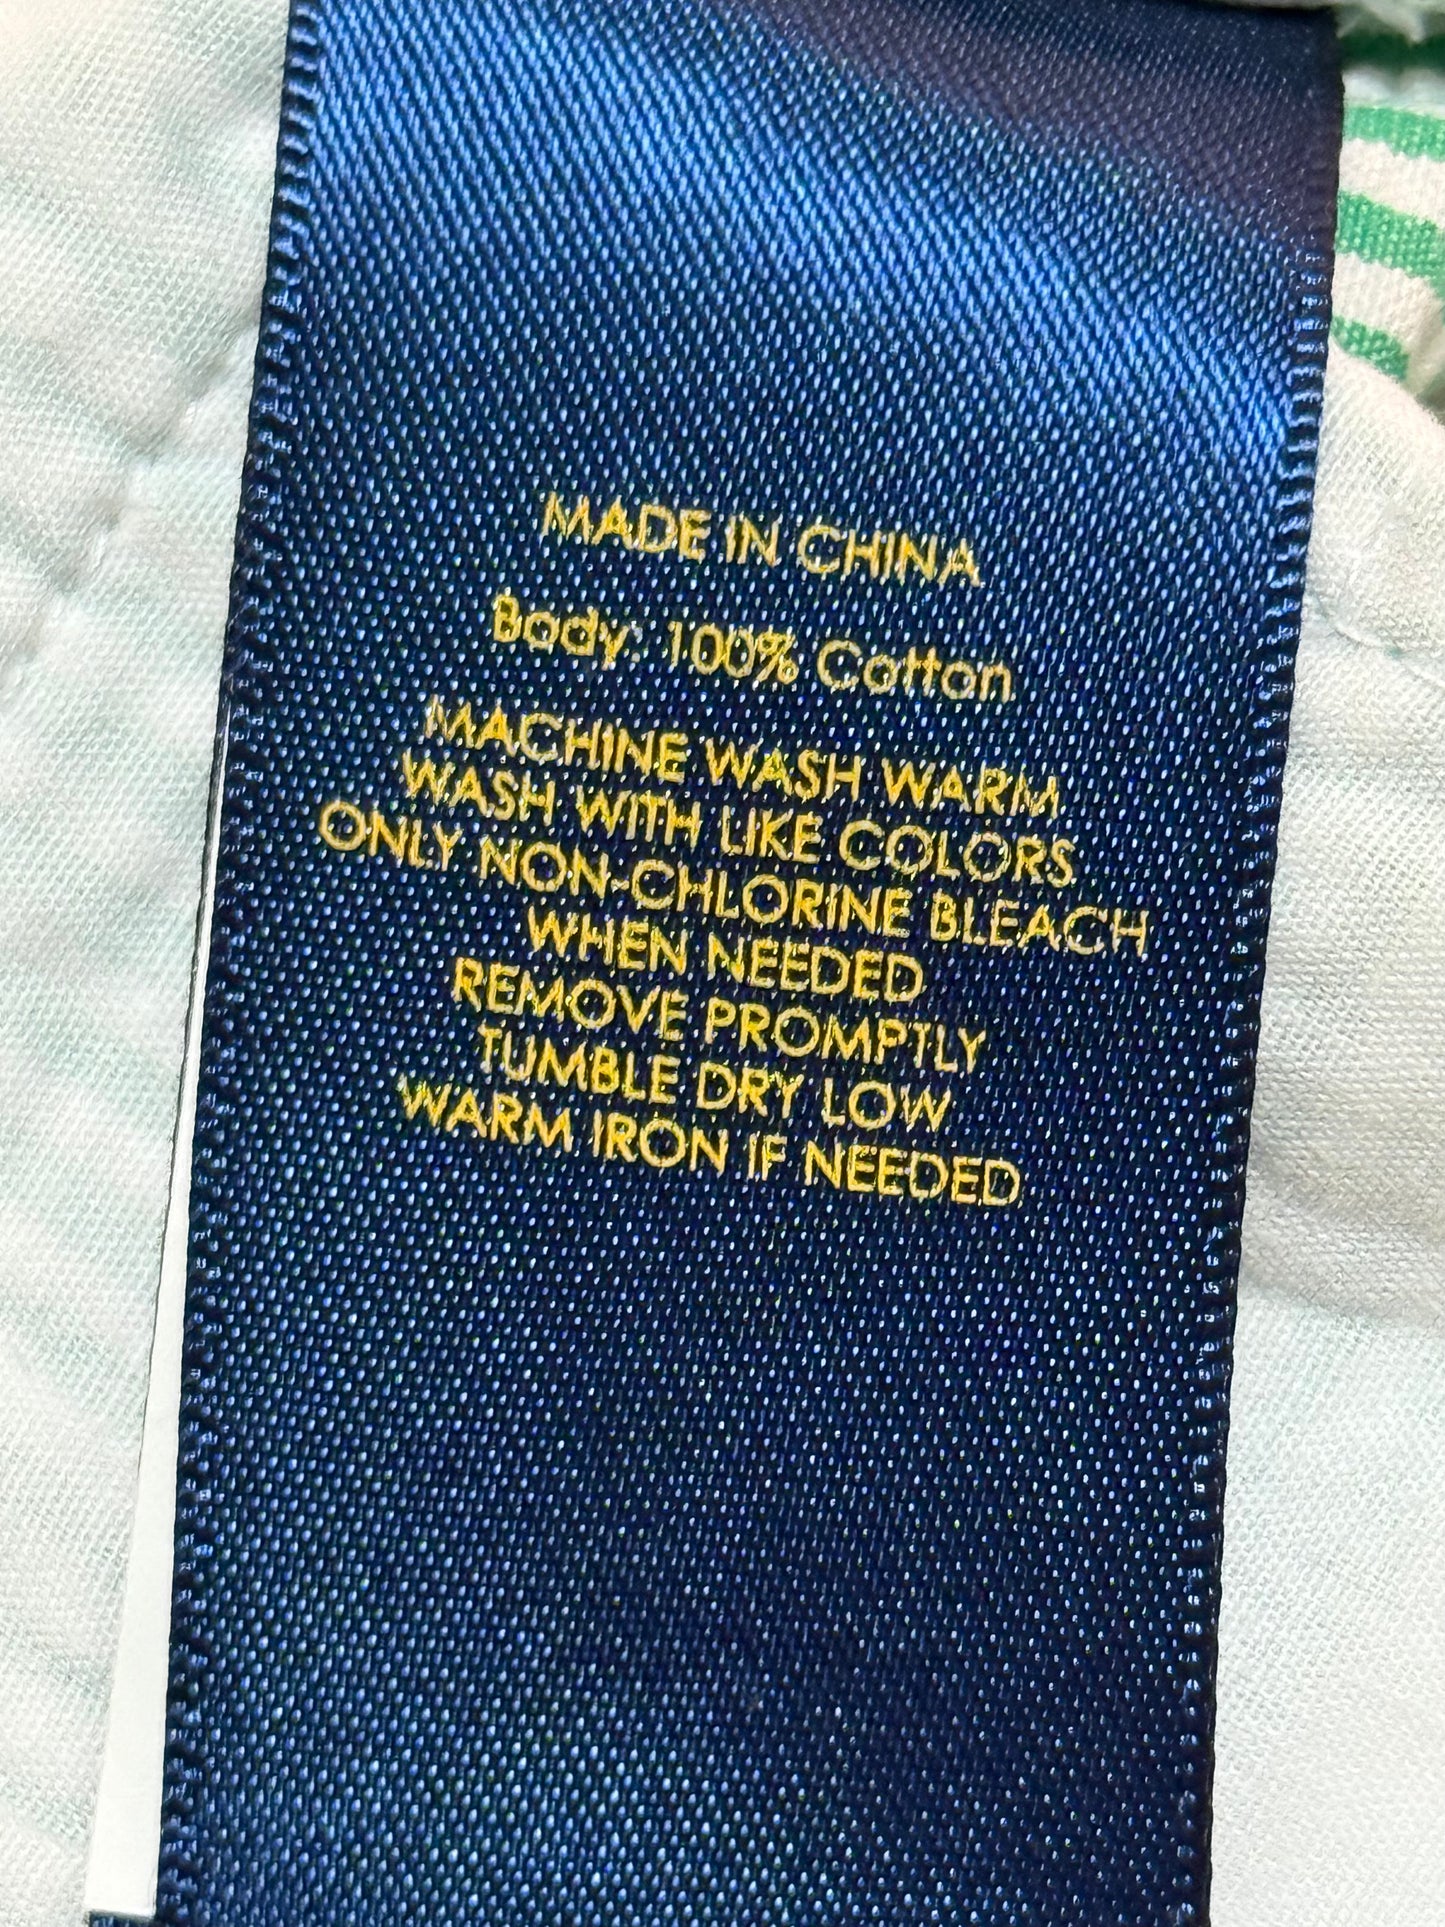 MADE IN CHINA
Body: 100% Cotton
MACHINE WASH WARM
WASH WITH LIKE COLORS
ONLY NON-CHLORINE BLEACH
WHEN NEEDED
REMOVE PROMPTLY
TUMBLE DRY LOW
WARM IRON IF NEEDED